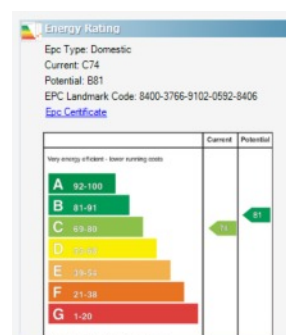 Energy Rating
Epc Type: Domestic
Current: C74
Potential: B81
EPC Landmark Code: 8400-3766-9102-0592-8406
Epc Certificate
Current Potential
Very energy efficient - lower running costs
A 92-100
B 81-91
81
C 69-80
74
D
E 39-54
F 21-38
G 1-20